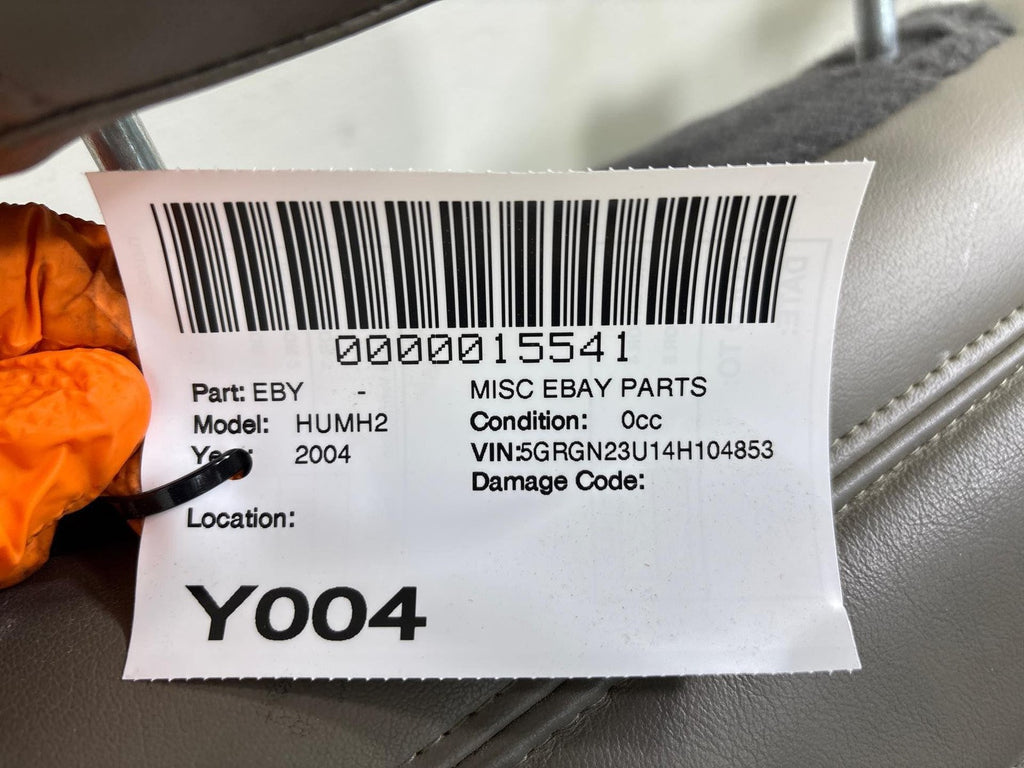 0000015541
Part: EBY - MISC EBAY PARTS
Model: HUMH2 Condition: 0cc
2004 VIN:5GRGN23U14H104853
Damage Code:
Location:
Y004